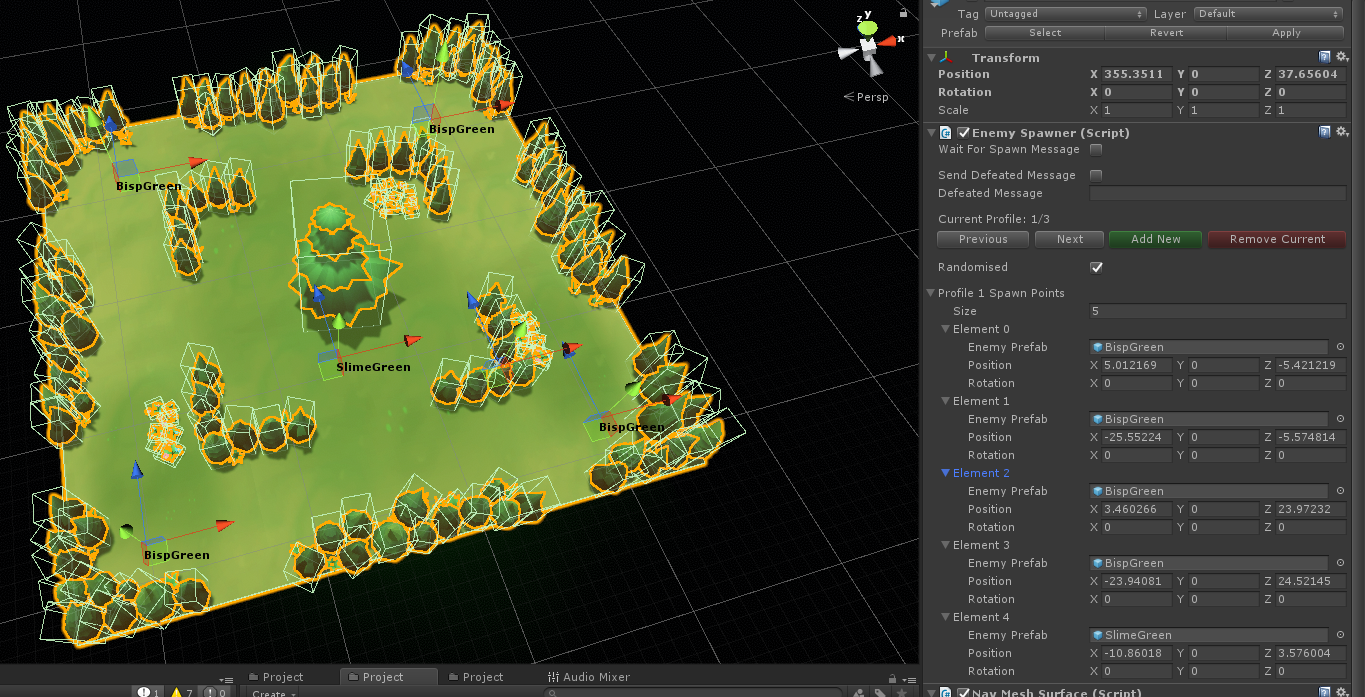 y
z
x
Persp
BispGreen
BispGreen
SlimeGreen
BispGreen
BispGreen
Project
Project
Project
Audio Mixer
1
7
0
Create
Tag Untagged Layer Default
Prefab Select Revert Apply
Transform
Position X 355.3511 Y 0 Z 37.65604
Rotation X 0 Y 0 Z 0
Scale X 1 Y 1 Z 1
Enemy Spawner (Script)
Wait For Spawn Message
Send Defeated Message
Defeated Message
Current Profile: 1/3
Previous Next Add New Remove Current
Randomised
Profile 1 Spawn Points
Size 5
Element 0
Enemy Prefab BispGreen
Position X 5.012169 Y 0 Z -5.421219
Rotation X 0 Y 0 Z 0
Element 1
Enemy Prefab BispGreen
Position X -25.55224 Y 0 Z -5.574814
Rotation X 0 Y 0 Z 0
Element 2
Enemy Prefab BispGreen
Position X 3.460266 Y 0 Z 23.97232
Rotation X 0 Y 0 Z 0
Element 3
Enemy Prefab BispGreen
Position X -23.94081 Y 0 Z 24.52145
Rotation X 0 Y 0 Z 0
Element 4
Enemy Prefab SlimeGreen
Position X -10.86018 Y 0 Z 3.576004
Rotation X 0 Y 0 Z 0
Nav Mesh Surface (Script)